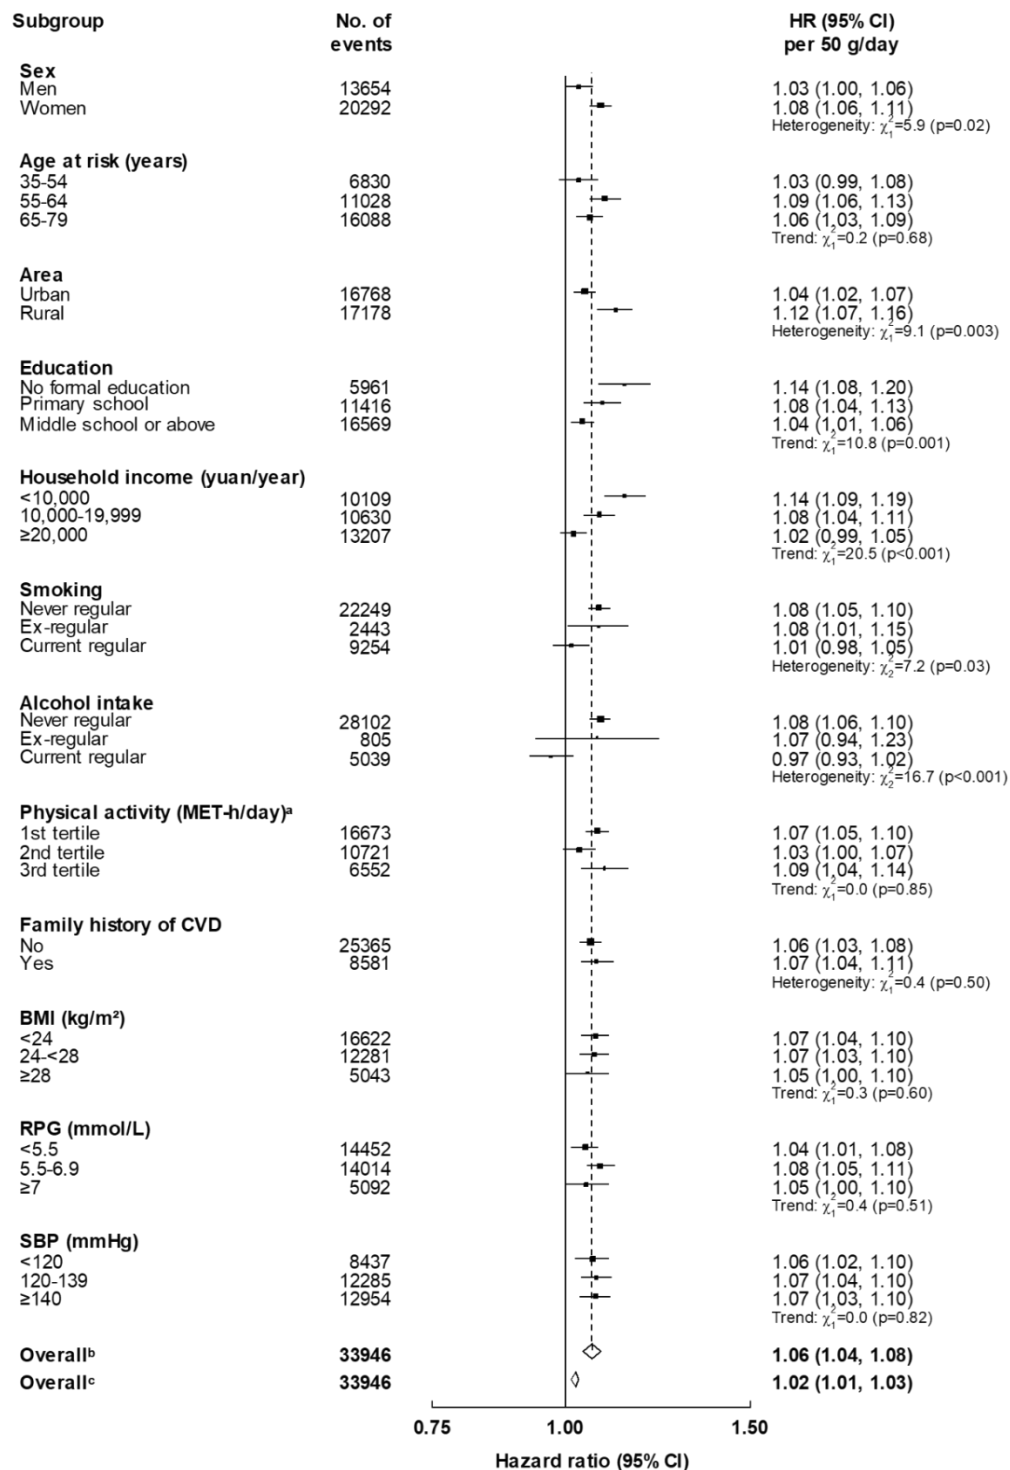 Subgroup No. of events HR (95% CI) per 50 g/day
Sex
Men 13654 1.03 (1.00, 1.06)
Women 20292 1.08 (1.06, 1.11)
Heterogeneity: χ²₁=5.9 (p=0.02)
Age at risk (years)
35-54 6830 1.03 (0.99, 1.08)
55-64 11028 1.09 (1.06, 1.13)
65-79 16088 1.06 (1.03, 1.09)
Trend: χ²₁=0.2 (p=0.68)
Area
Urban 16768 1.04 (1.02, 1.07)
Rural 17178 1.12 (1.07, 1.16)
Heterogeneity: χ²₁=9.1 (p=0.003)
Education
No formal education 5961 1.14 (1.08, 1.20)
Primary school 11416 1.08 (1.04, 1.13)
Middle school or above 16569 1.04 (1.01, 1.06)
Trend: χ²₁=10.8 (p=0.001)
Household income (yuan/year)
<10,000 10109 1.14 (1.09, 1.19)
10,000-19,999 10630 1.08 (1.04, 1.11)
≥20,000 13207 1.02 (0.99, 1.05)
Trend: χ²₁=20.5 (p<0.001)
Smoking
Never regular 22249 1.08 (1.05, 1.10)
Ex-regular 2443 1.08 (1.01, 1.15)
Current regular 9254 1.01 (0.98, 1.05)
Heterogeneity: χ²₂=7.2 (p=0.03)
Alcohol intake
Never regular 28102 1.08 (1.06, 1.10)
Ex-regular 805 1.07 (0.94, 1.23)
Current regular 5039 0.97 (0.93, 1.02)
Heterogeneity: χ²₂=16.7 (p<0.001)
Physical activity (MET-h/day)ᵃ
1st tertile 16673 1.07 (1.05, 1.10)
2nd tertile 10721 1.03 (1.00, 1.07)
3rd tertile 6552 1.09 (1.04, 1.14)
Trend: χ²₁=0.0 (p=0.85)
Family history of CVD
No 25365 1.06 (1.03, 1.08)
Yes 8581 1.07 (1.04, 1.11)
Heterogeneity: χ²₁=0.4 (p=0.50)
BMI (kg/m²)
<24 16622 1.07 (1.04, 1.10)
24-<28 12281 1.07 (1.03, 1.10)
≥28 5043 1.05 (1.00, 1.10)
Trend: χ²₁=0.3 (p=0.60)
RPG (mmol/L)
<5.5 14452 1.04 (1.01, 1.08)
5.5-6.9 14014 1.08 (1.05, 1.11)
≥7 5092 1.05 (1.00, 1.10)
Trend: χ²₁=0.4 (p=0.51)
SBP (mmHg)
<120 8437 1.06 (1.02, 1.10)
120-139 12285 1.07 (1.04, 1.10)
≥140 12954 1.07 (1.03, 1.10)
Trend: χ²₁=0.0 (p=0.82)
Overallᵇ 33946 1.06 (1.04, 1.08)
Overallᶜ 33946 1.02 (1.01, 1.03)
0.75 1.00 1.50
Hazard ratio (95% CI)